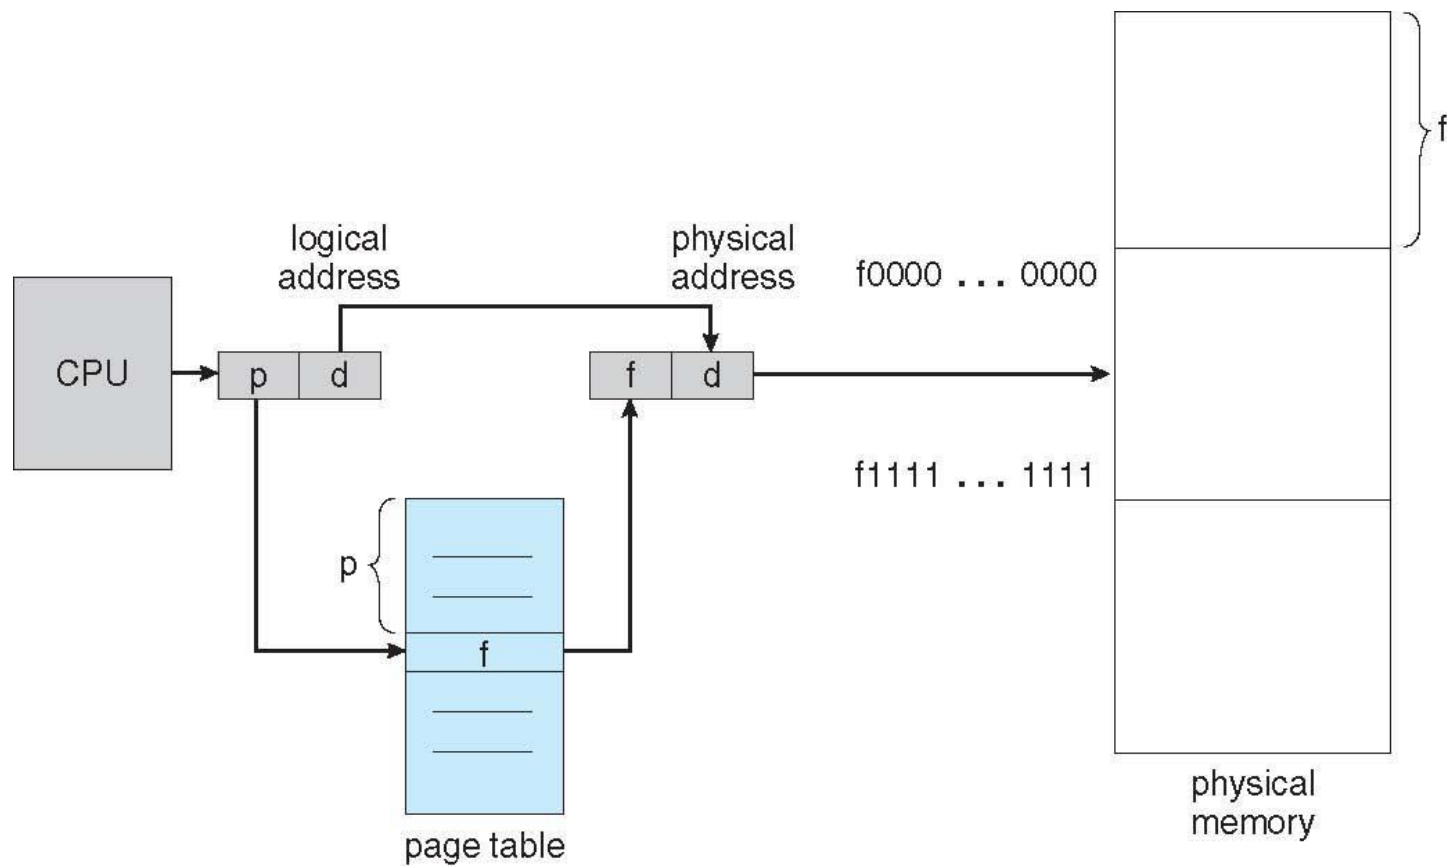 f
logical
address
physical
address
f0000 ... 0000
CPU
p
d
f
d
f1111 ... 1111
p
f
physical
memory
page table